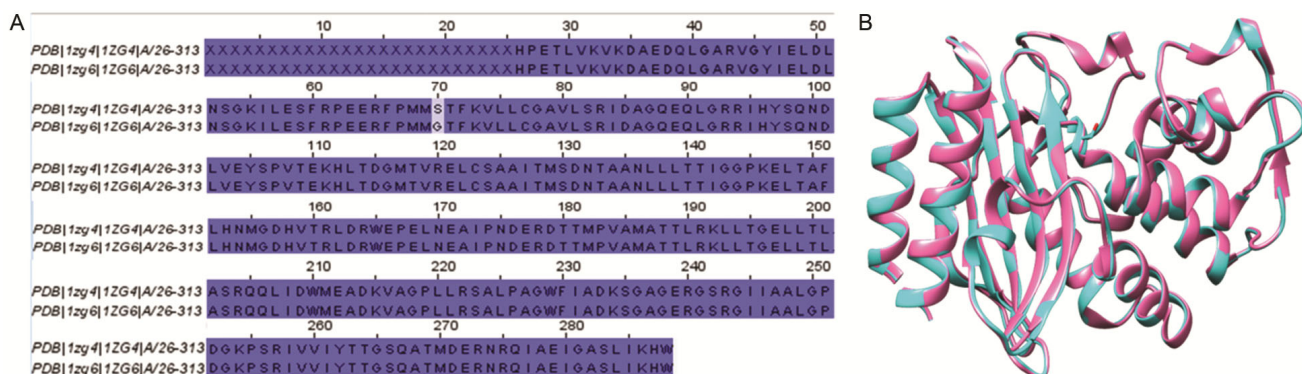 A
B
10 20 30 40 50
PDB|1zg4|1ZG4|A/26-313 XXXXXXXXXXXXXXXXXXXXXXXXXHPETLVKVKDAEDQLGARVGYIELDL
PDB|1zg6|1ZG6|A/26-313 XXXXXXXXXXXXXXXXXXXXXXXXXHPETLVKVKDAEDQLGARVGYIELDL
60 70 80 90 100
PDB|1zg4|1ZG4|A/26-313 NSGKILESFRPEERFPMMSTFKVLLCGAVLSRIDAGQEQLGRRIHYSQND
PDB|1zg6|1ZG6|A/26-313 NSGKILESFRPEERFPMMGTFKVLLCGAVLSRIDAGQEQLGRRIHYSQND
110 120 130 140 150
PDB|1zg4|1ZG4|A/26-313 LVEYSPVTEKHLTDGMTVRELCSAAITMSDNTAANLLLTTIGGPKELTAF
PDB|1zg6|1ZG6|A/26-313 LVEYSPVTEKHLTDGMTVRELCSAAITMSDNTAANLLLTTIGGPKELTAF
160 170 180 190 200
PDB|1zg4|1ZG4|A/26-313 LHNMGDHVTRLDRWEPELNEAIPNDERDTTMPVAMATTLRKLLTGELLTL
PDB|1zg6|1ZG6|A/26-313 LHNMGDHVTRLDRWEPELNEAIPNDERDTTMPVAMATTLRKLLTGELLTL
210 220 230 240 250
PDB|1zg4|1ZG4|A/26-313 ASRQQLIDWMEADKVAGPLLRSALPAGWFIADKSGAGERGSRGIIAALGP
PDB|1zg6|1ZG6|A/26-313 ASRQQLIDWMEADKVAGPLLRSALPAGWFIADKSGAGERGSRGIIAALGP
260 270 280
PDB|1zg4|1ZG4|A/26-313 DGKPSRIVVIYTTGSQATMDERNRQIAEIGASLIKHW
PDB|1zg6|1ZG6|A/26-313 DGKPSRIVVIYTTGSQATMDERNRQIAEIGASLIKHW